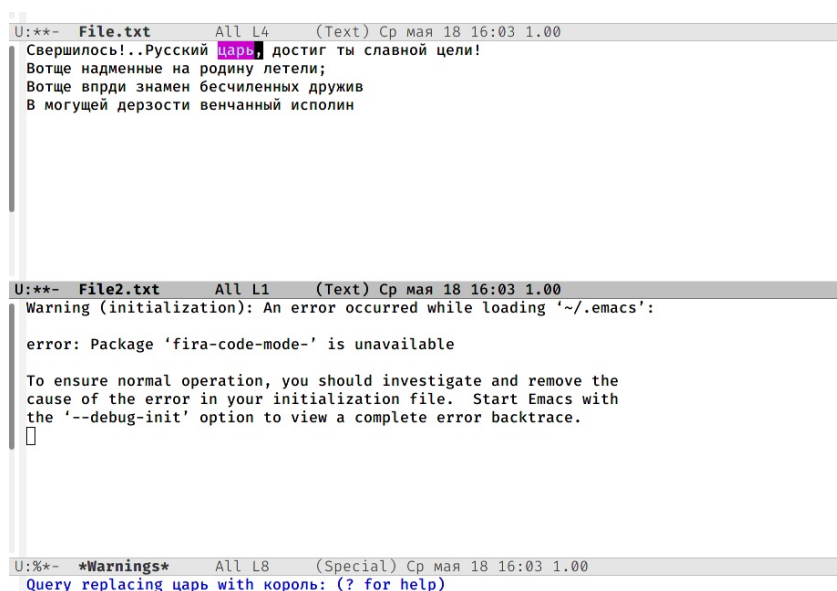 U:**-  File.txt       All L4     (Text) Ср мая 18 16:03 1.00
Свершилось!..Русский царь, достиг ты славной цели!
Вотще надменные на родину летели;
Вотще впрди знамен бесчиленных дружив
В могущей дерзости венчанный исполин
U:**-  File2.txt      All L1     (Text) Ср мая 18 16:03 1.00
Warning (initialization): An error occurred while loading ‘~/.emacs’:
error: Package ‘fira-code-mode-’ is unavailable
To ensure normal operation, you should investigate and remove the
cause of the error in your initialization file.  Start Emacs with
the ‘--debug-init’ option to view a complete error backtrace.
U:%*-  *Warnings*     All L8     (Special) Ср мая 18 16:03 1.00
Query replacing царь with король: (? for help)